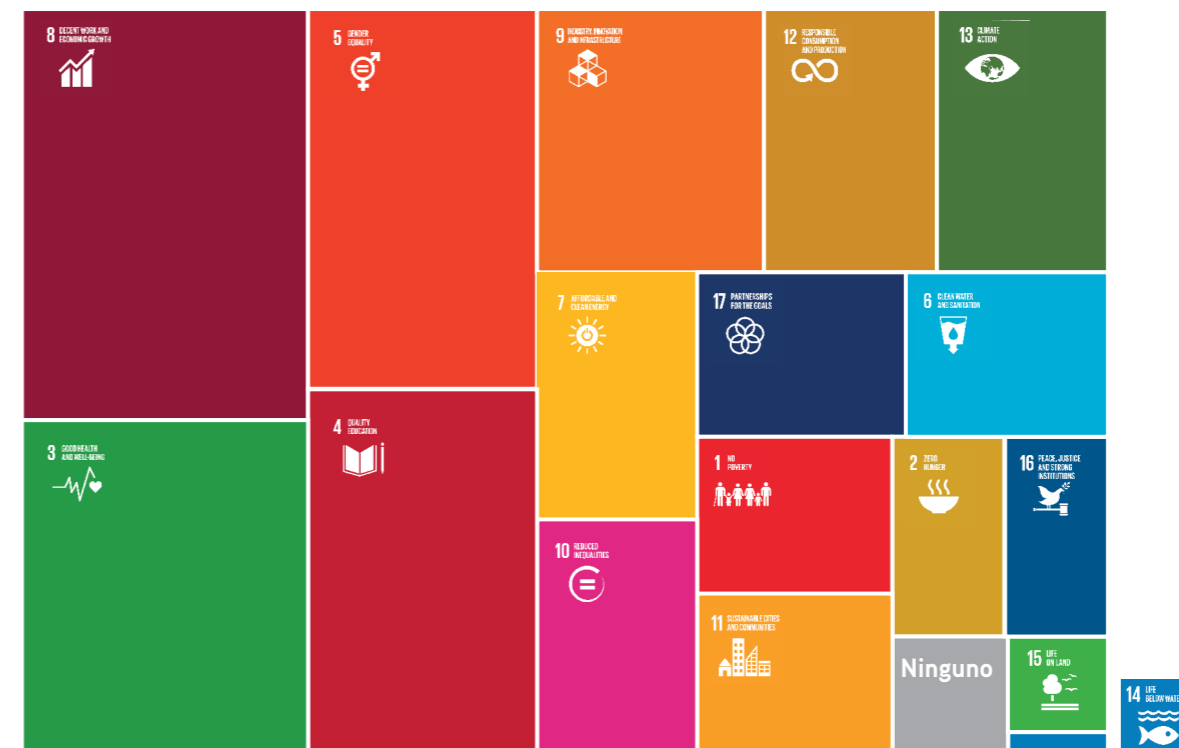 8 DECENT WORK AND
ECONOMIC GROWTH
5 GENDER
EQUALITY
9 INDUSTRY, INNOVATION
AND INFRASTRUCTURE
12 RESPONSIBLE
CONSUMPTION
AND PRODUCTION
13 CLIMATE
ACTION
7 AFFORDABLE AND
CLEAN ENERGY
17 PARTNERSHIPS
FOR THE GOALS
6 CLEAN WATER
AND SANITATION
3 GOOD HEALTH
AND WELL-BEING
4 QUALITY
EDUCATION
1 NO
POVERTY
2 ZERO
HUNGER
16 PEACE, JUSTICE
AND STRONG
INSTITUTIONS
10 REDUCED
INEQUALITIES
11 SUSTAINABLE CITIES
AND COMMUNITIES
Ninguno
15 LIFE
ON LAND
14 LIFE
BELOW WATE